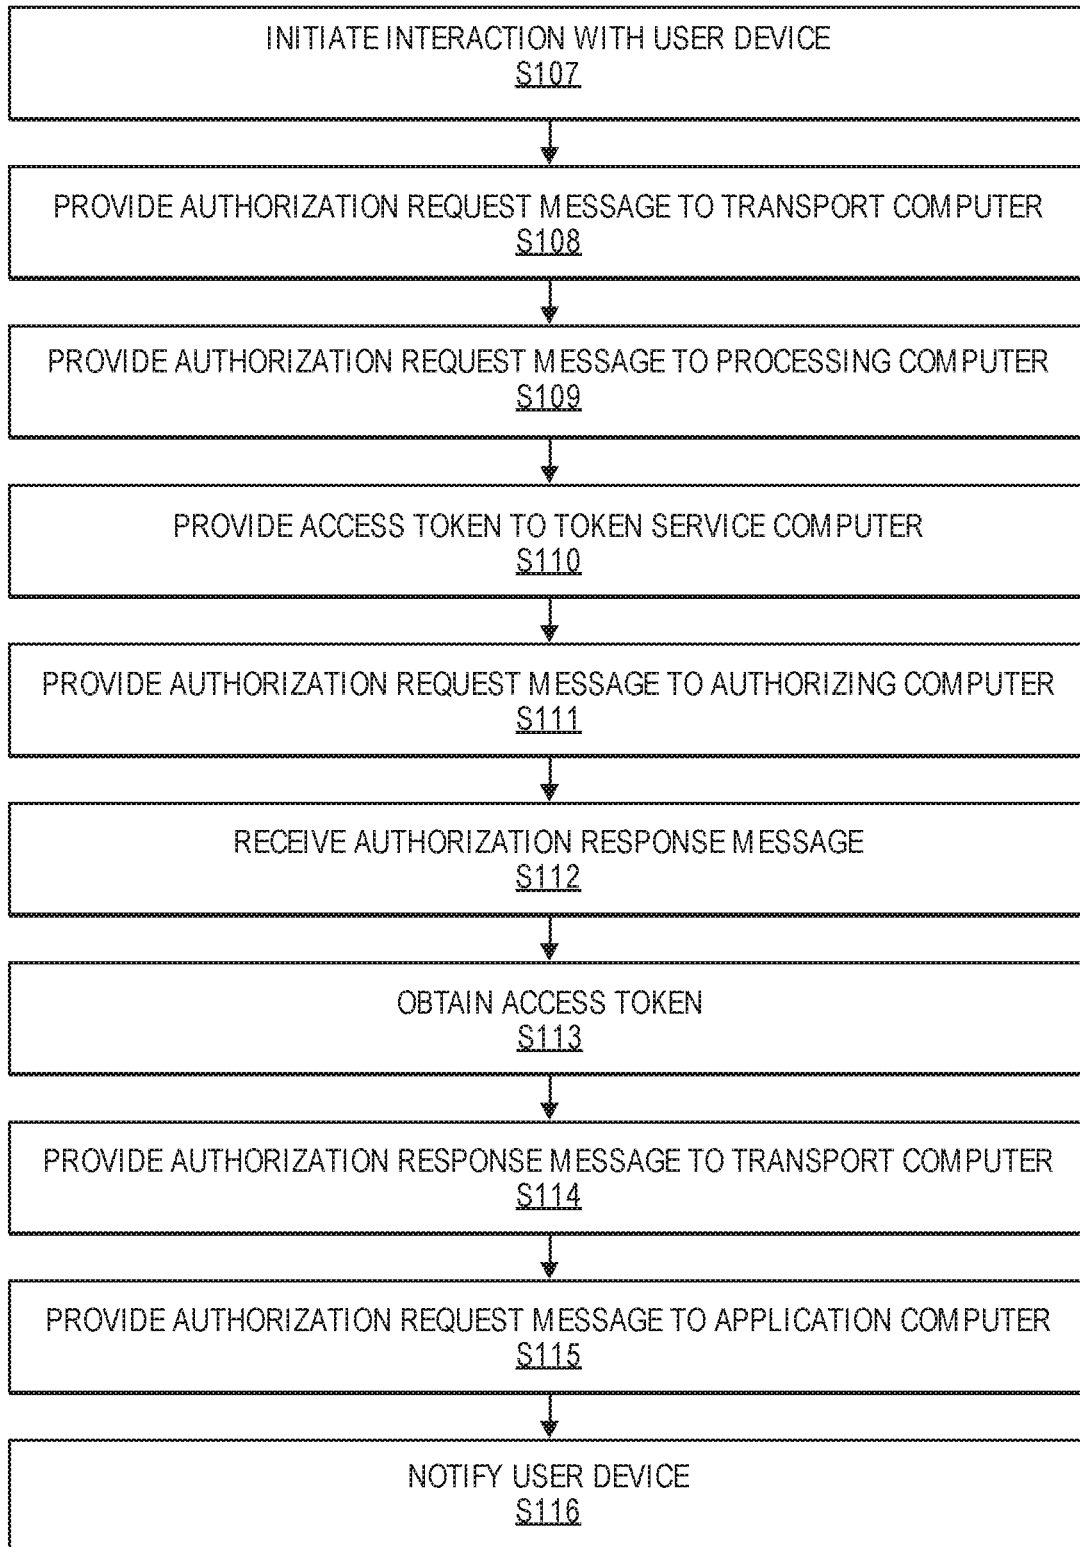 INITIATE INTERACTION WITH USER DEVICE
S107
PROVIDE AUTHORIZATION REQUEST MESSAGE TO TRANSPORT COMPUTER
S108
PROVIDE AUTHORIZATION REQUEST MESSAGE TO PROCESSING COMPUTER
S109
PROVIDE ACCESS TOKEN TO TOKEN SERVICE COMPUTER
S110
PROVIDE AUTHORIZATION REQUEST MESSAGE TO AUTHORIZING COMPUTER
S111
RECEIVE AUTHORIZATION RESPONSE MESSAGE
S112
OBTAIN ACCESS TOKEN
S113
PROVIDE AUTHORIZATION RESPONSE MESSAGE TO TRANSPORT COMPUTER
S114
PROVIDE AUTHORIZATION REQUEST MESSAGE TO APPLICATION COMPUTER
S115
NOTIFY USER DEVICE
S116